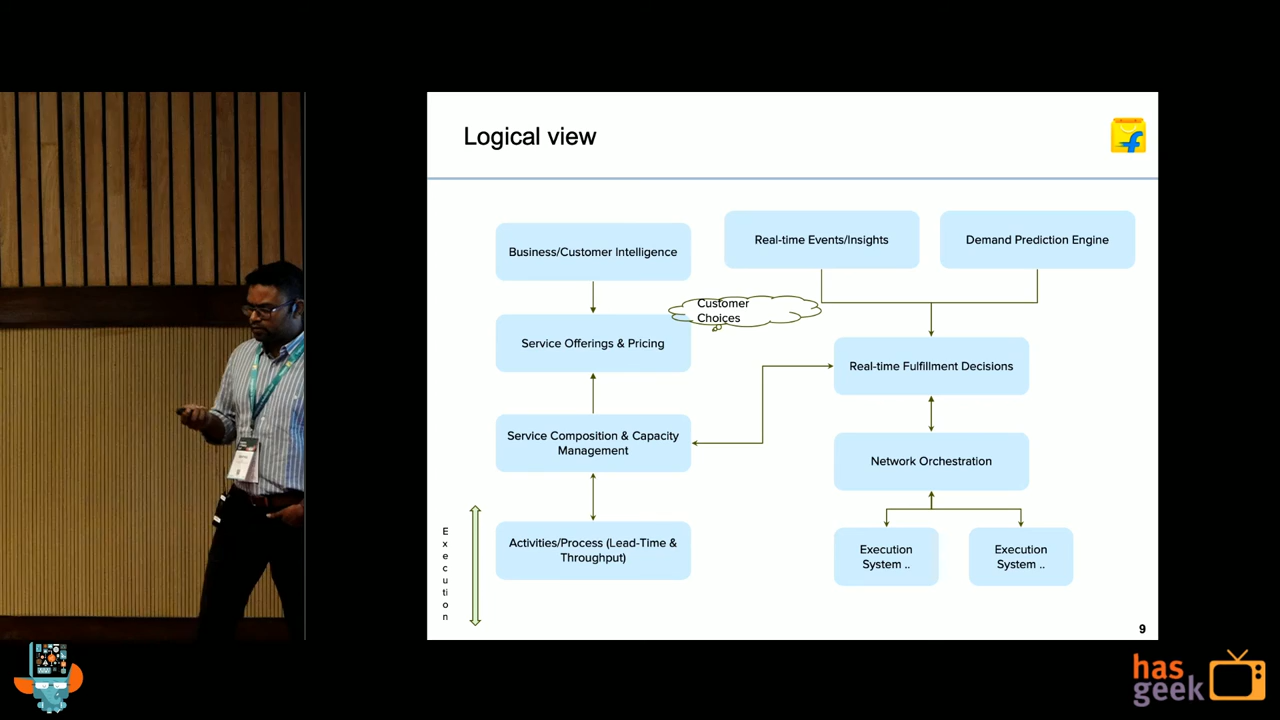 Logical view
Business/Customer Intelligence
Real-time Events/Insights
Demand Prediction Engine
Customer
Choices
Service Offerings & Pricing
Real-time Fulfillment Decisions
Service Composition & Capacity
Management
Network Orchestration
Activities/Process (Lead-Time &
Throughput)
Execution
System ..
Execution
System ..
Execution
9
has
geek